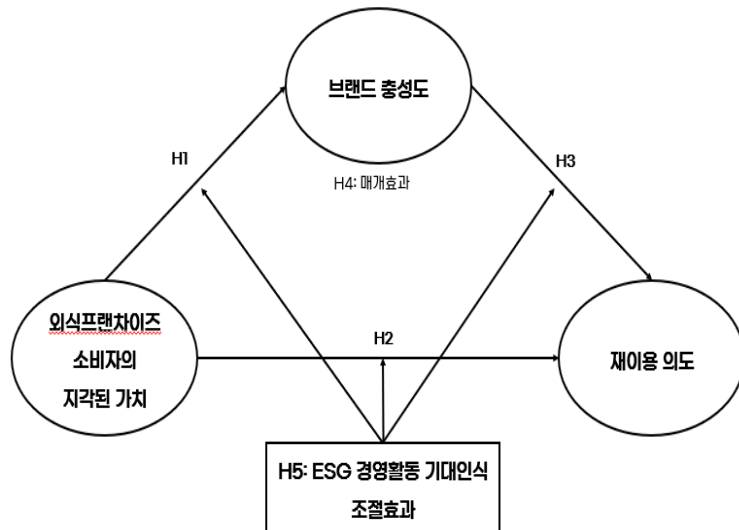 브랜드 충성도
H1
H3
H4: 매개효과
외식프랜차이즈
소비자의
지각된 가치
H2
재이용 의도
H5: ESG 경영활동 기대인식
조절효과